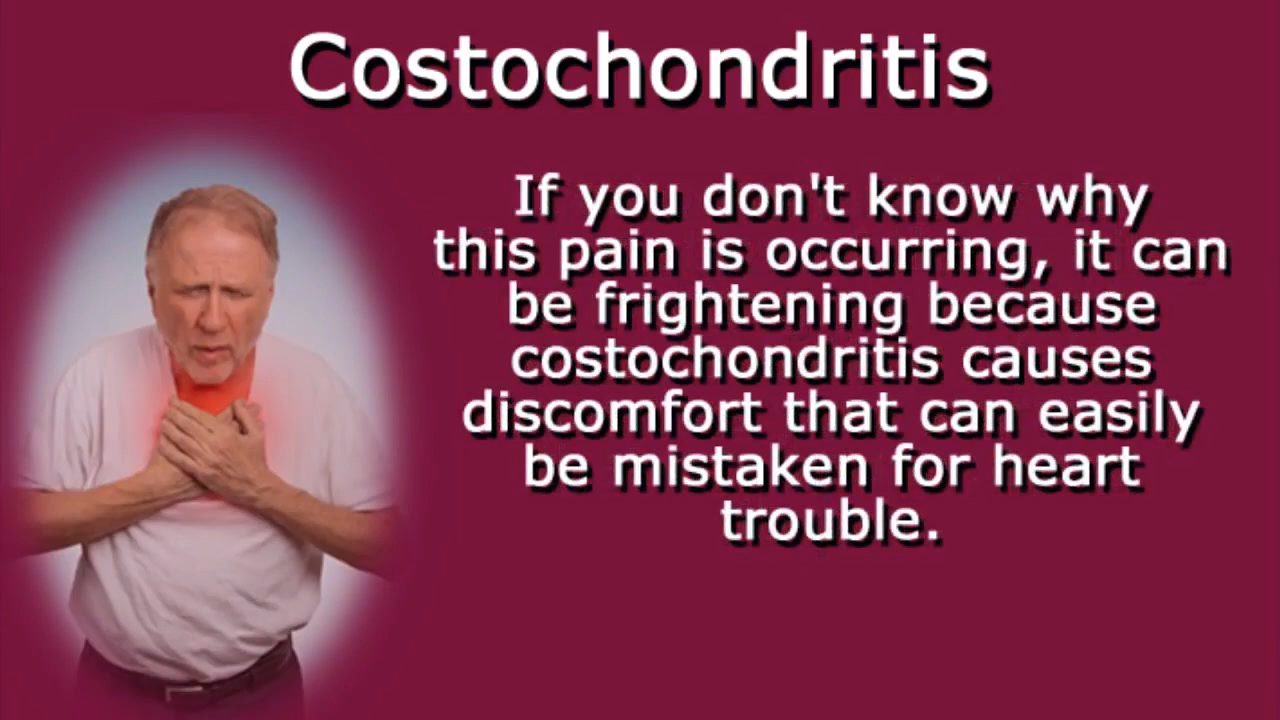 Costochondritis
If you don't know why
this pain is occurring, it can
be frightening because
costochondritis causes
discomfort that can easily
be mistaken for heart
trouble.